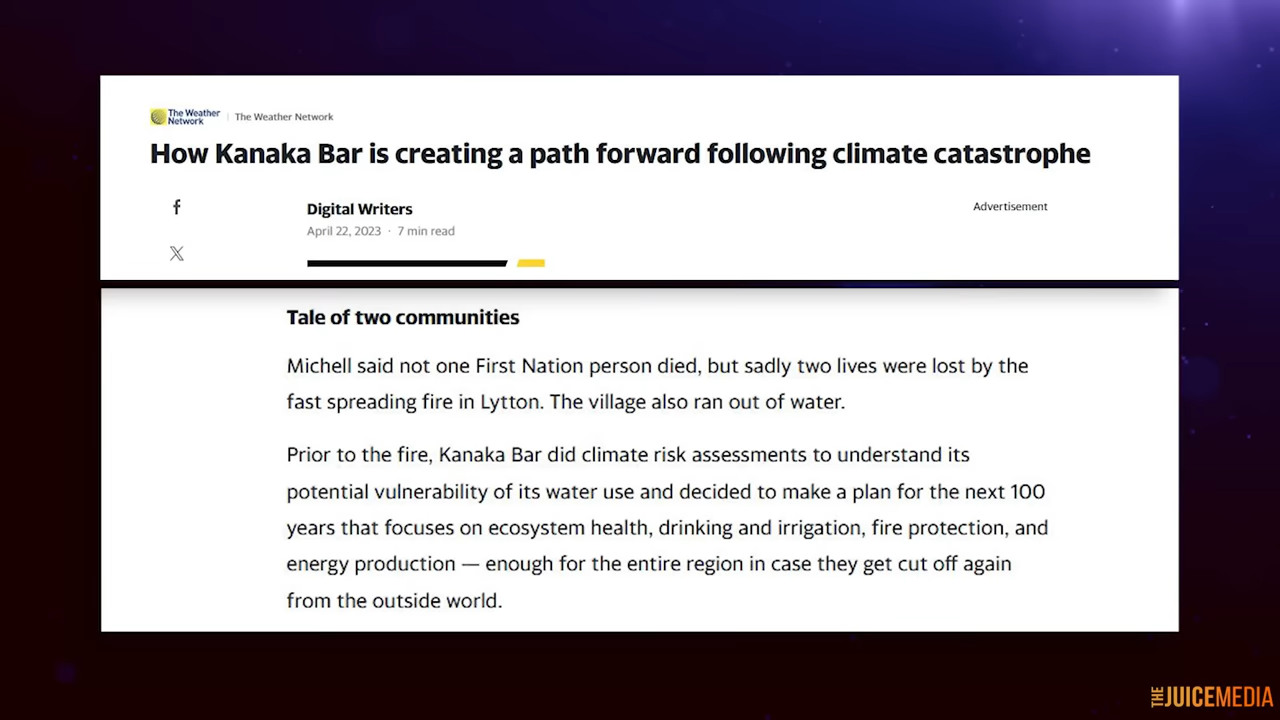 The Weather
Network
The Weather Network
How Kanaka Bar is creating a path forward following climate catastrophe
Digital Writers
Advertisement
April 22, 2023 · 7 min read
Tale of two communities
Michell said not one First Nation person died, but sadly two lives were lost by the
fast spreading fire in Lytton. The village also ran out of water.
Prior to the fire, Kanaka Bar did climate risk assessments to understand its
potential vulnerability of its water use and decided to make a plan for the next 100
years that focuses on ecosystem health, drinking and irrigation, fire protection, and
energy production — enough for the entire region in case they get cut off again
from the outside world.
THE JUICEMEDIA